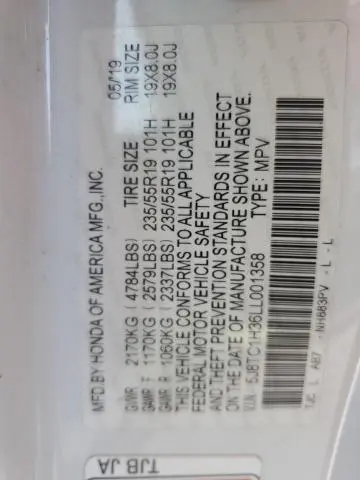 MFD.BY HONDA OF AMERICA MFG.,INC. 05/19
GVWR 2170KG (4784LBS) TIRE SIZE RIM SIZE
GAWR F 1170KG (2579LBS) 235/55R19 101H 19X8.0J
GAWR R 1060KG (2337LBS) 235/55R19 101H 19X8.0J
THIS VEHICLE CONFORMS TO ALL APPLICABLE
FEDERAL MOTOR VEHICLE SAFETY
AND THEFT PREVENTION STANDARDS IN EFFECT
ON THE DATE OF MANUFACTURE SHOWN ABOVE.
V.I.N. 5J8TC1H36LL001358 TYPE: MPV
TJC L AB7 -NH883PV - L - L
TJB JA